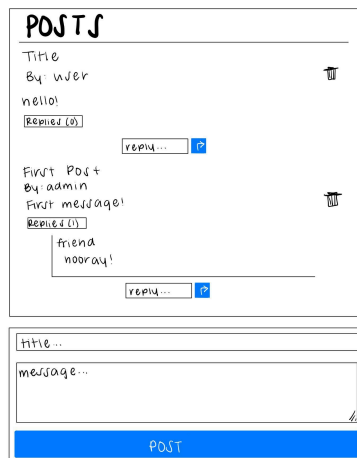 POSTS
Title
By: user
hello!
Replies (0)
reply...
First Post
By: admin
First message!
Replies (1)
friend
hooray!
reply...
title...
message...
POST